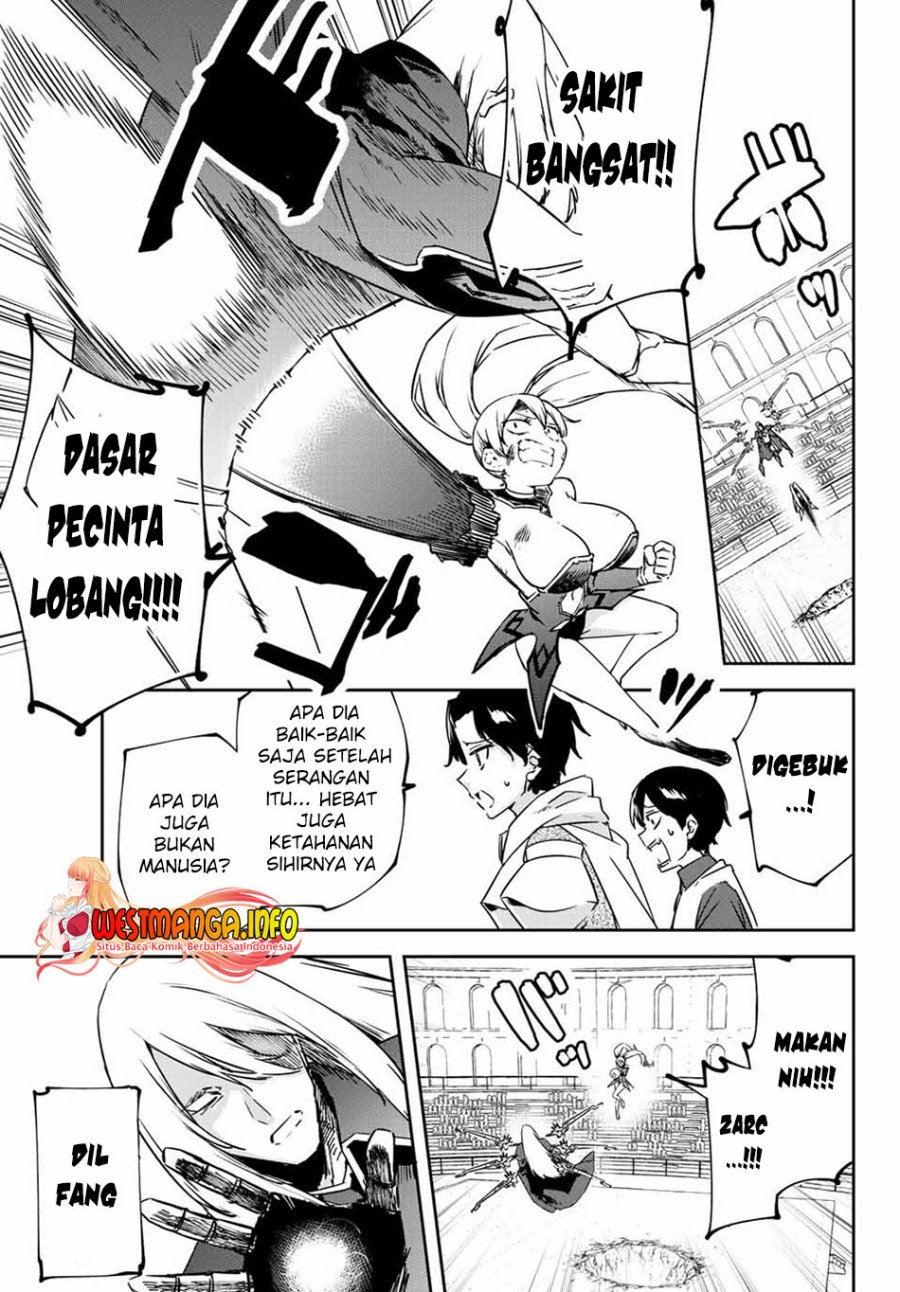 SAKIT
BANGSAT!!
DASAR
PECINTA
LOBANG!!!!
DIGEBUK
...!
APA DIA
BAIK-BAIK
SAJA SETELAH
SERANGAN
ITU... HEBAT
JUGA
KETAHANAN
SIHIRNYA YA
APA DIA
JUGA
BUKAN
MANUSIA?
WESTMANGA.INFO
Situs Baca Komik Berbahasa Indonesia
MAKAN
NIH!!!
ZARC
...!!!
DIL
FANG